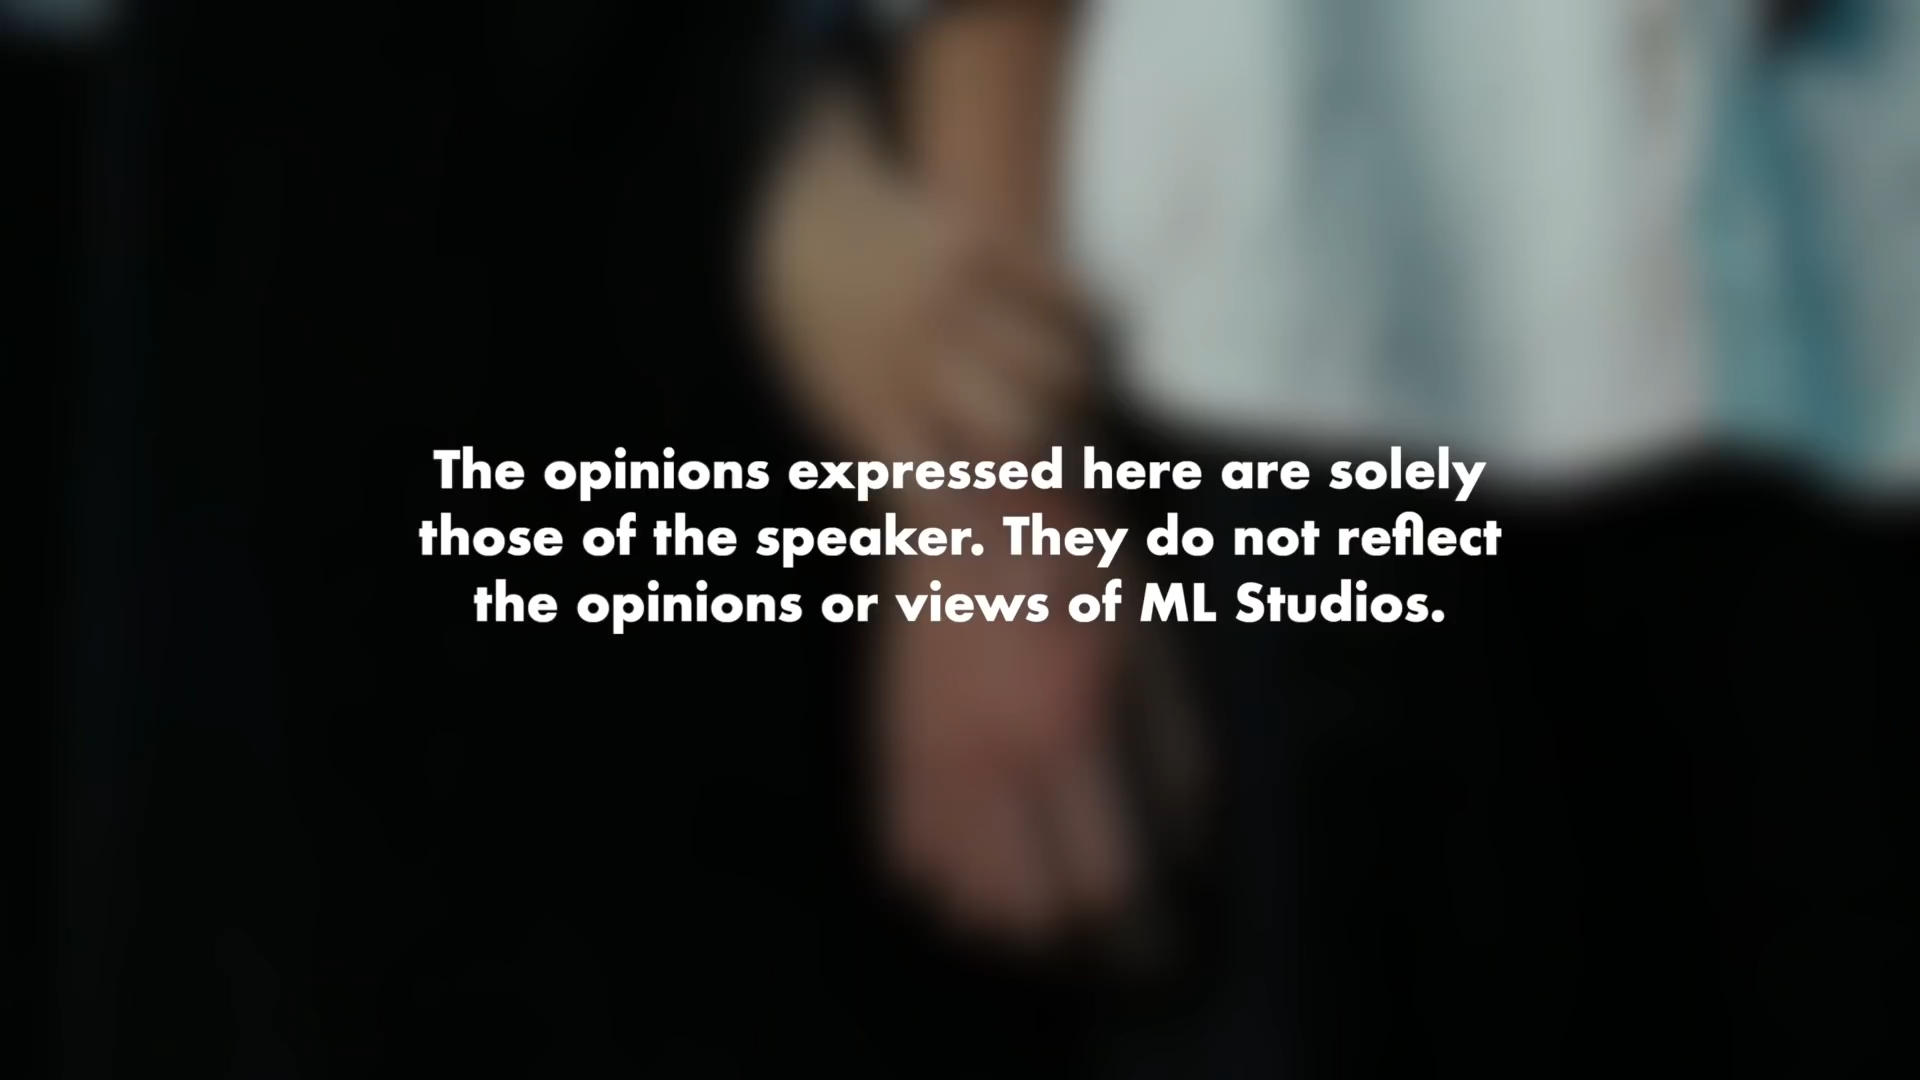 The opinions expressed here are solely
those of the speaker. They do not reflect
the opinions or views of ML Studios.